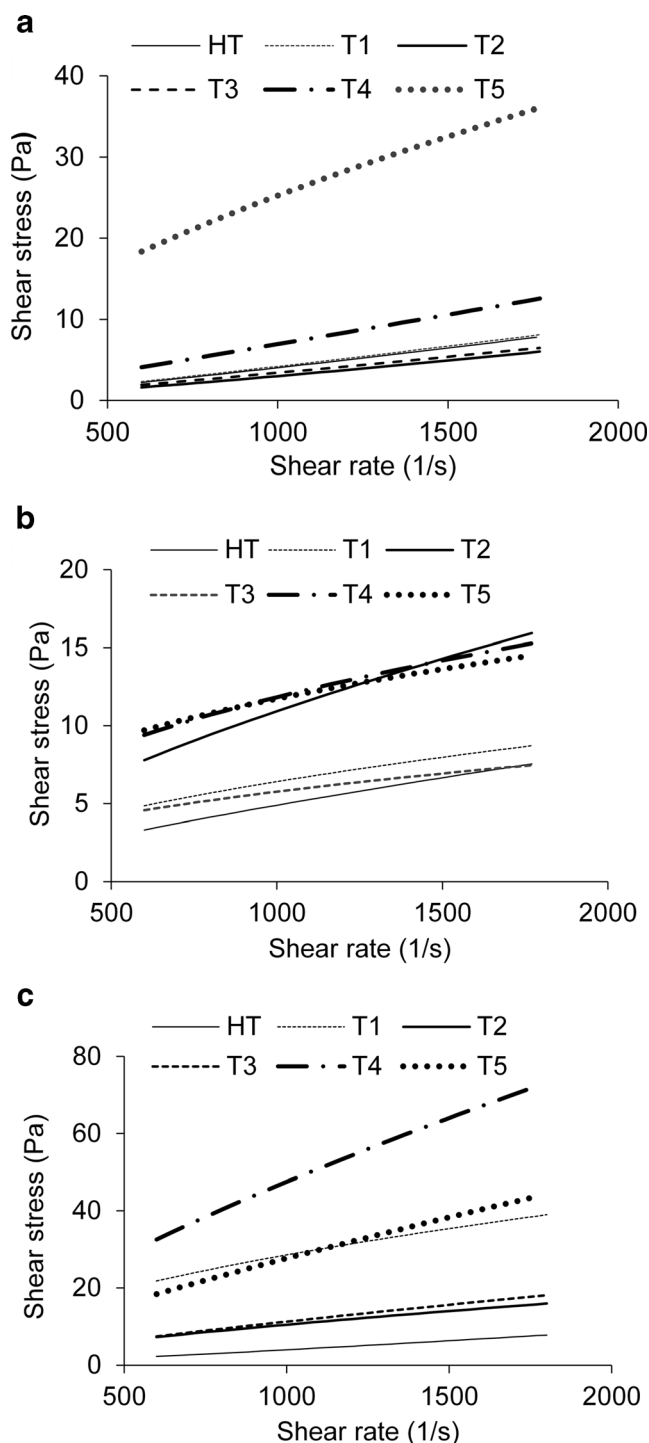 a
HT T1 T2
T3 T4 T5
40
30
20
10
0
500 1000 1500 2000
Shear stress (Pa)
Shear rate (1/s)
b
HT T1 T2
T3 T4 T5
20
15
10
5
0
500 1000 1500 2000
Shear stress (Pa)
Shear rate (1/s)
c
HT T1 T2
T3 T4 T5
80
60
40
20
0
500 1000 1500 2000
Shear stress (Pa)
Shear rate (1/s)